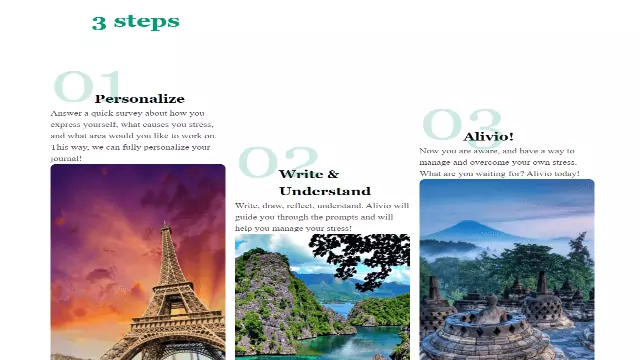 3 steps
01
Personalize
Answer a quick survey about how you
express yourself, what causes you stress,
and what area would you like to work on.
This way, we can fully personalize your
journal!
02
Write &
Understand
Write, draw, reflect, understand. Alivio will
guide you through the prompts and will
help you manage your stress!
03
Alivio!
Now you are aware, and have a way to
manage and overcome your own stress.
What are you waiting for? Alivio today!